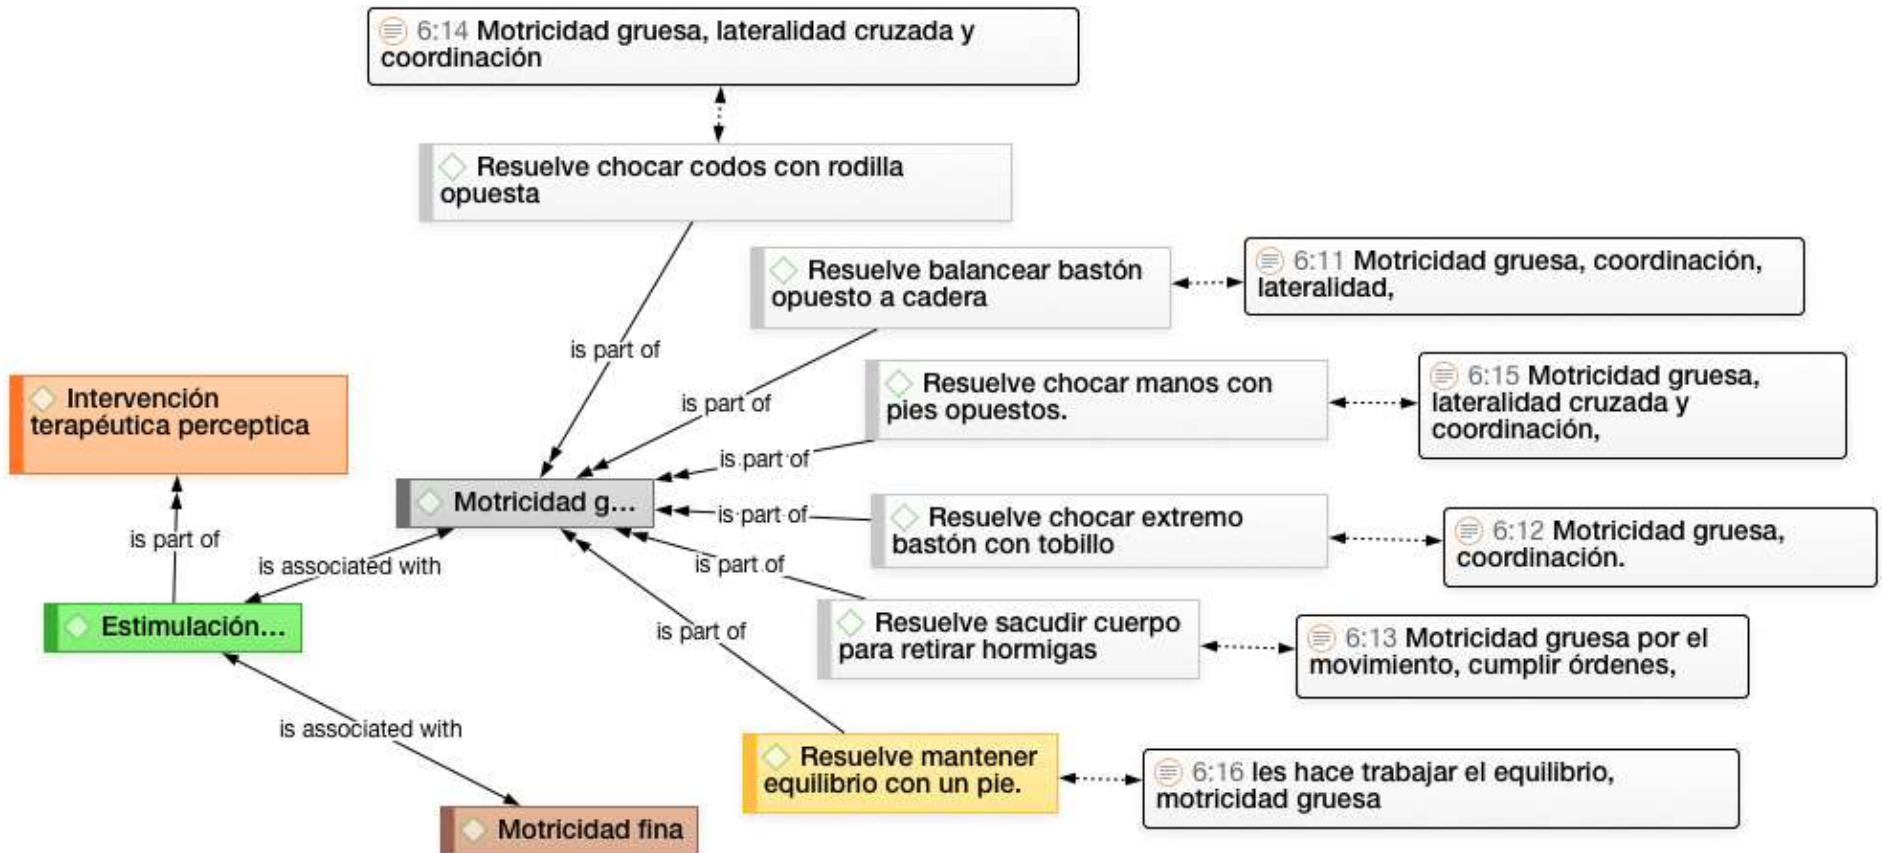 6:14 Motricidad gruesa, lateralidad cruzada y
coordinación
Resuelve chocar codos con rodilla
opuesta
Resuelve balancear bastón
opuesto a cadera
6:11 Motricidad gruesa, coordinación,
lateralidad,
is part of
Intervención
terapéutica perceptica
is part of
Resuelve chocar manos con
pies opuestos.
6:15 Motricidad gruesa,
lateralidad cruzada y
coordinación,
is part of
Motricidad g...
is part of
Resuelve chocar extremo
bastón con tobillo
6:12 Motricidad gruesa,
coordinación.
is part of
is associated with
is part of
Estimulación...
is part of
Resuelve sacudir cuerpo
para retirar hormigas
6:13 Motricidad gruesa por el
movimiento, cumplir órdenes,
is associated with
Resuelve mantener
equilibrio con un pie.
6:16 les hace trabajar el equilibrio,
motricidad gruesa
Motricidad fina